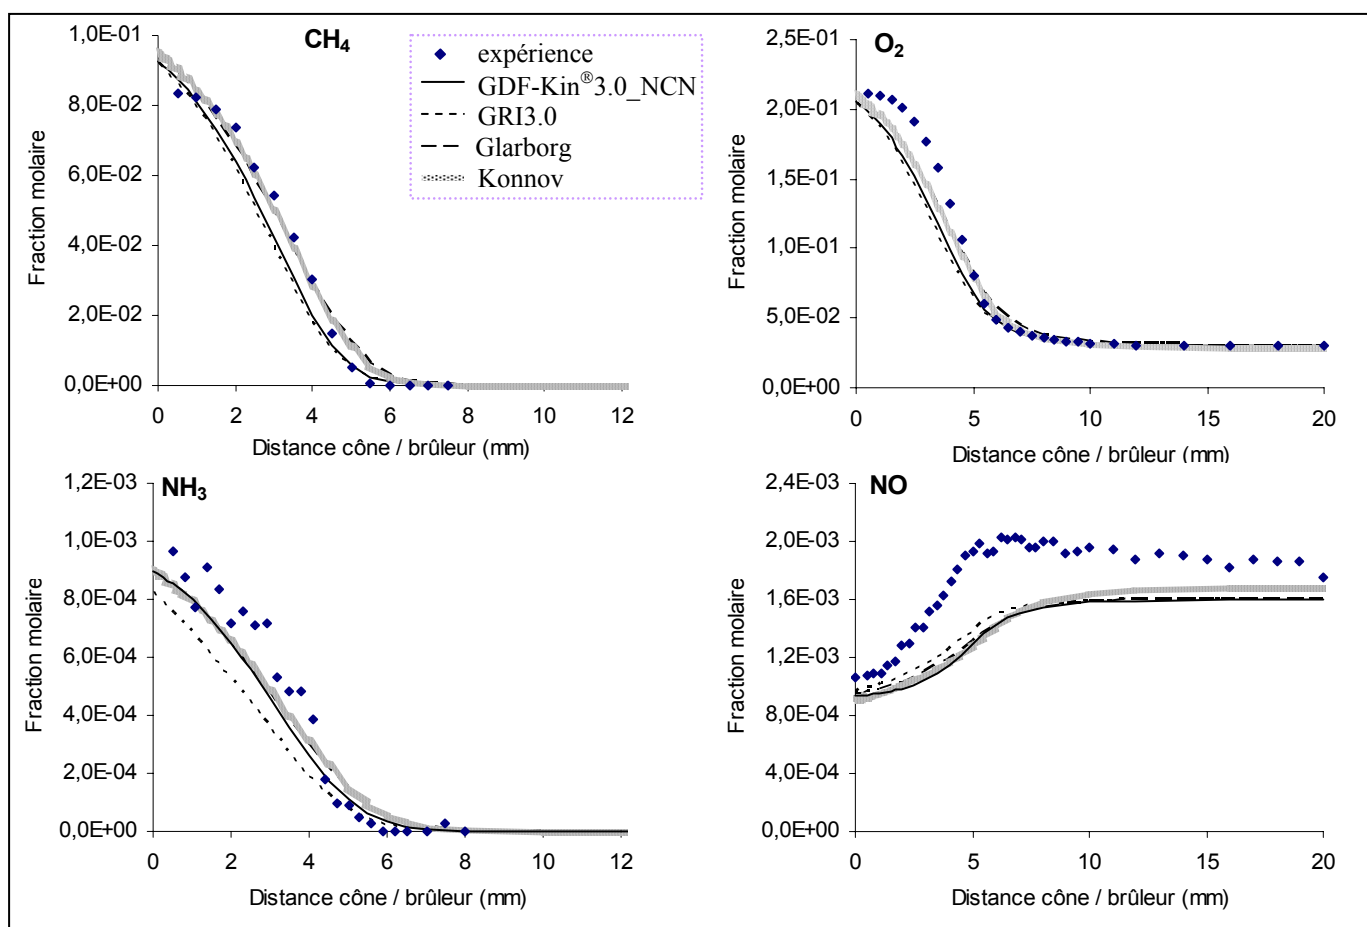 CH4
expérience
GDF-Kin®3.0_NCN
GRI3.0
Glarborg
Konnov
Fraction molaire
1,0E-01
8,0E-02
6,0E-02
4,0E-02
2,0E-02
0,0E+00
0 2 4 6 8 10 12
Distance cône / brûleur (mm)
O2
Fraction molaire
2,5E-01
2,0E-01
1,5E-01
1,0E-01
5,0E-02
0,0E+00
0 5 10 15 20
Distance cône / brûleur (mm)
NH3
Fraction molaire
1,2E-03
1,0E-03
8,0E-04
6,0E-04
4,0E-04
2,0E-04
0,0E+00
0 2 4 6 8 10 12
Distance cône / brûleur (mm)
NO
Fraction molaire
2,4E-03
2,0E-03
1,6E-03
1,2E-03
8,0E-04
4,0E-04
0,0E+00
0 5 10 15 20
Distance cône / brûleur (mm)